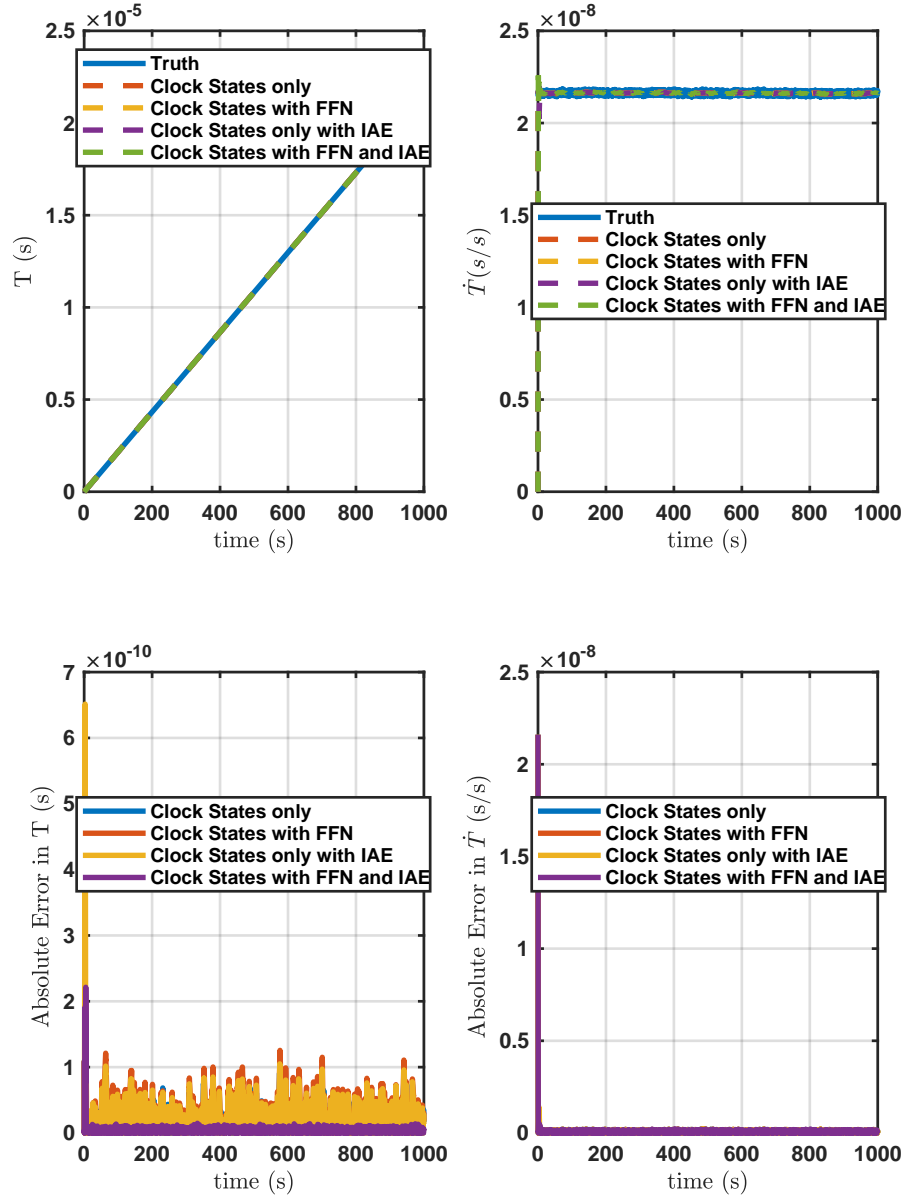 ×10⁻⁵
2.5
2
1.5
1
0.5
0
T (s)
Truth
Clock States only
Clock States with FFN
Clock States only with IAE
Clock States with FFN and IAE
0 200 400 600 800 1000
time (s)
×10⁻⁸
2.5
2
1.5
1
0.5
0
Ṫ(s/s)
Truth
Clock States only
Clock States with FFN
Clock States only with IAE
Clock States with FFN and IAE
0 200 400 600 800 1000
time (s)
×10⁻¹⁰
7
6
5
4
3
2
1
0
Absolute Error in T (s)
Clock States only
Clock States with FFN
Clock States only with IAE
Clock States with FFN and IAE
0 200 400 600 800 1000
time (s)
×10⁻⁸
2.5
2
1.5
1
0.5
0
Absolute Error in Ṫ (s/s)
Clock States only
Clock States with FFN
Clock States only with IAE
Clock States with FFN and IAE
0 200 400 600 800 1000
time (s)